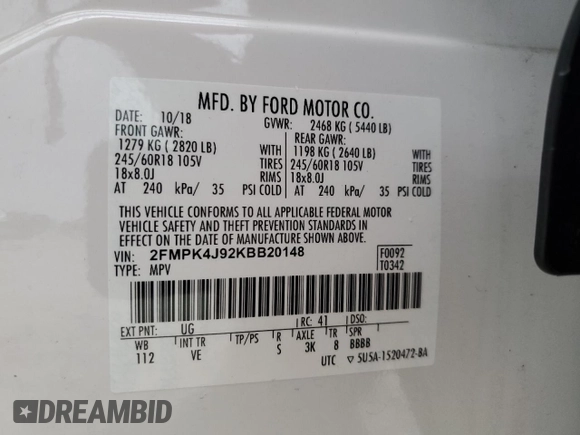 MFD. BY FORD MOTOR CO.
DATE: 10/18 GVWR: 2468 KG ( 5440 LB)
FRONT GAWR: REAR GAWR:
1279 KG ( 2820 LB) WITH 1198 KG ( 2640 LB) WITH
245/60R18 105V TIRES 245/60R18 105V TIRES
18x8.0J RIMS 18x8.0J RIMS
AT 240 kPa/ 35 PSI COLD AT 240 kPa/ 35 PSI COLD
THIS VEHICLE CONFORMS TO ALL APPLICABLE FEDERAL MOTOR
VEHICLE SAFETY AND THEFT PREVENTION STANDARDS
IN EFFECT ON THE DATE OF MANUFACTURE SHOWN ABOVE.
VIN: 2FMPK4J92KBB20148 F0092
TYPE: MPV T0342
EXT PNT: UG RC: 41 DSO:
WB INT TR TP/PS R AXLE TR SPR
112 VE S 3K 8 BBBB
UTC ▽ 5U5A-1520472-BA
DREAMBID